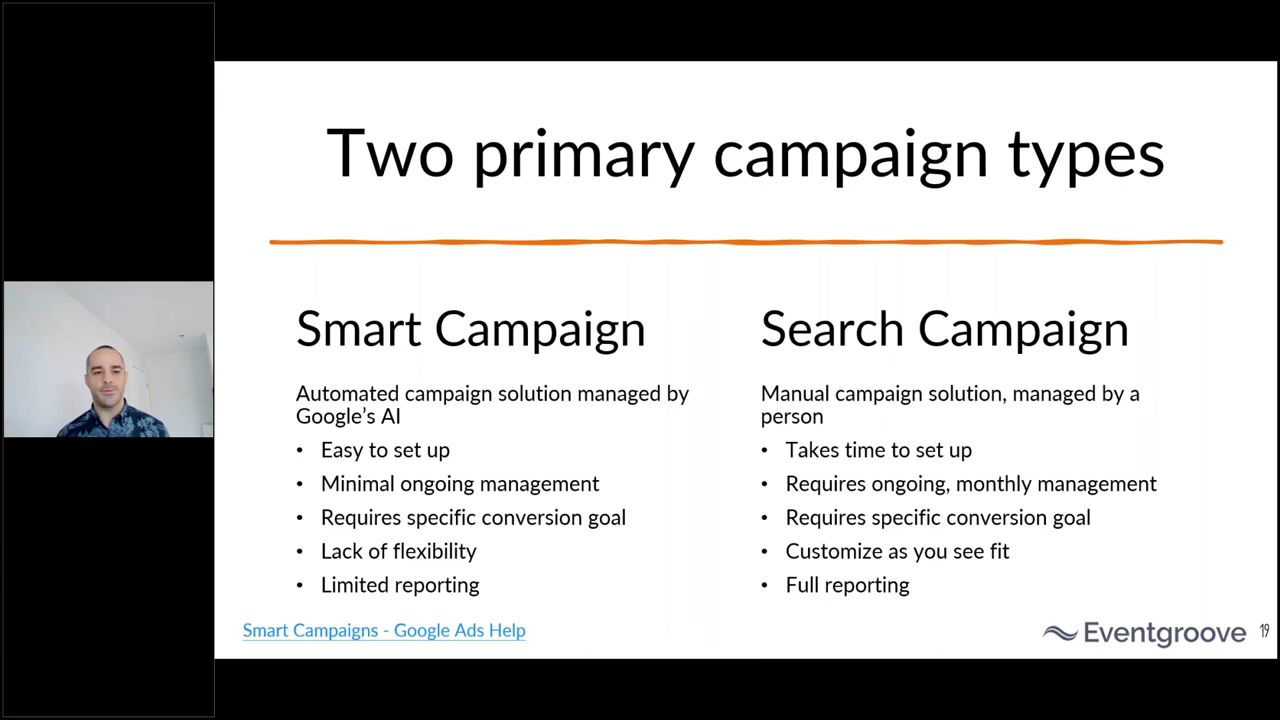 Two primary campaign types
Smart Campaign
Automated campaign solution managed by
Google's AI
• Easy to set up
• Minimal ongoing management
• Requires specific conversion goal
• Lack of flexibility
• Limited reporting
Search Campaign
Manual campaign solution, managed by a
person
• Takes time to set up
• Requires ongoing, monthly management
• Requires specific conversion goal
• Customize as you see fit
• Full reporting
Smart Campaigns - Google Ads Help
Eventgroove
19